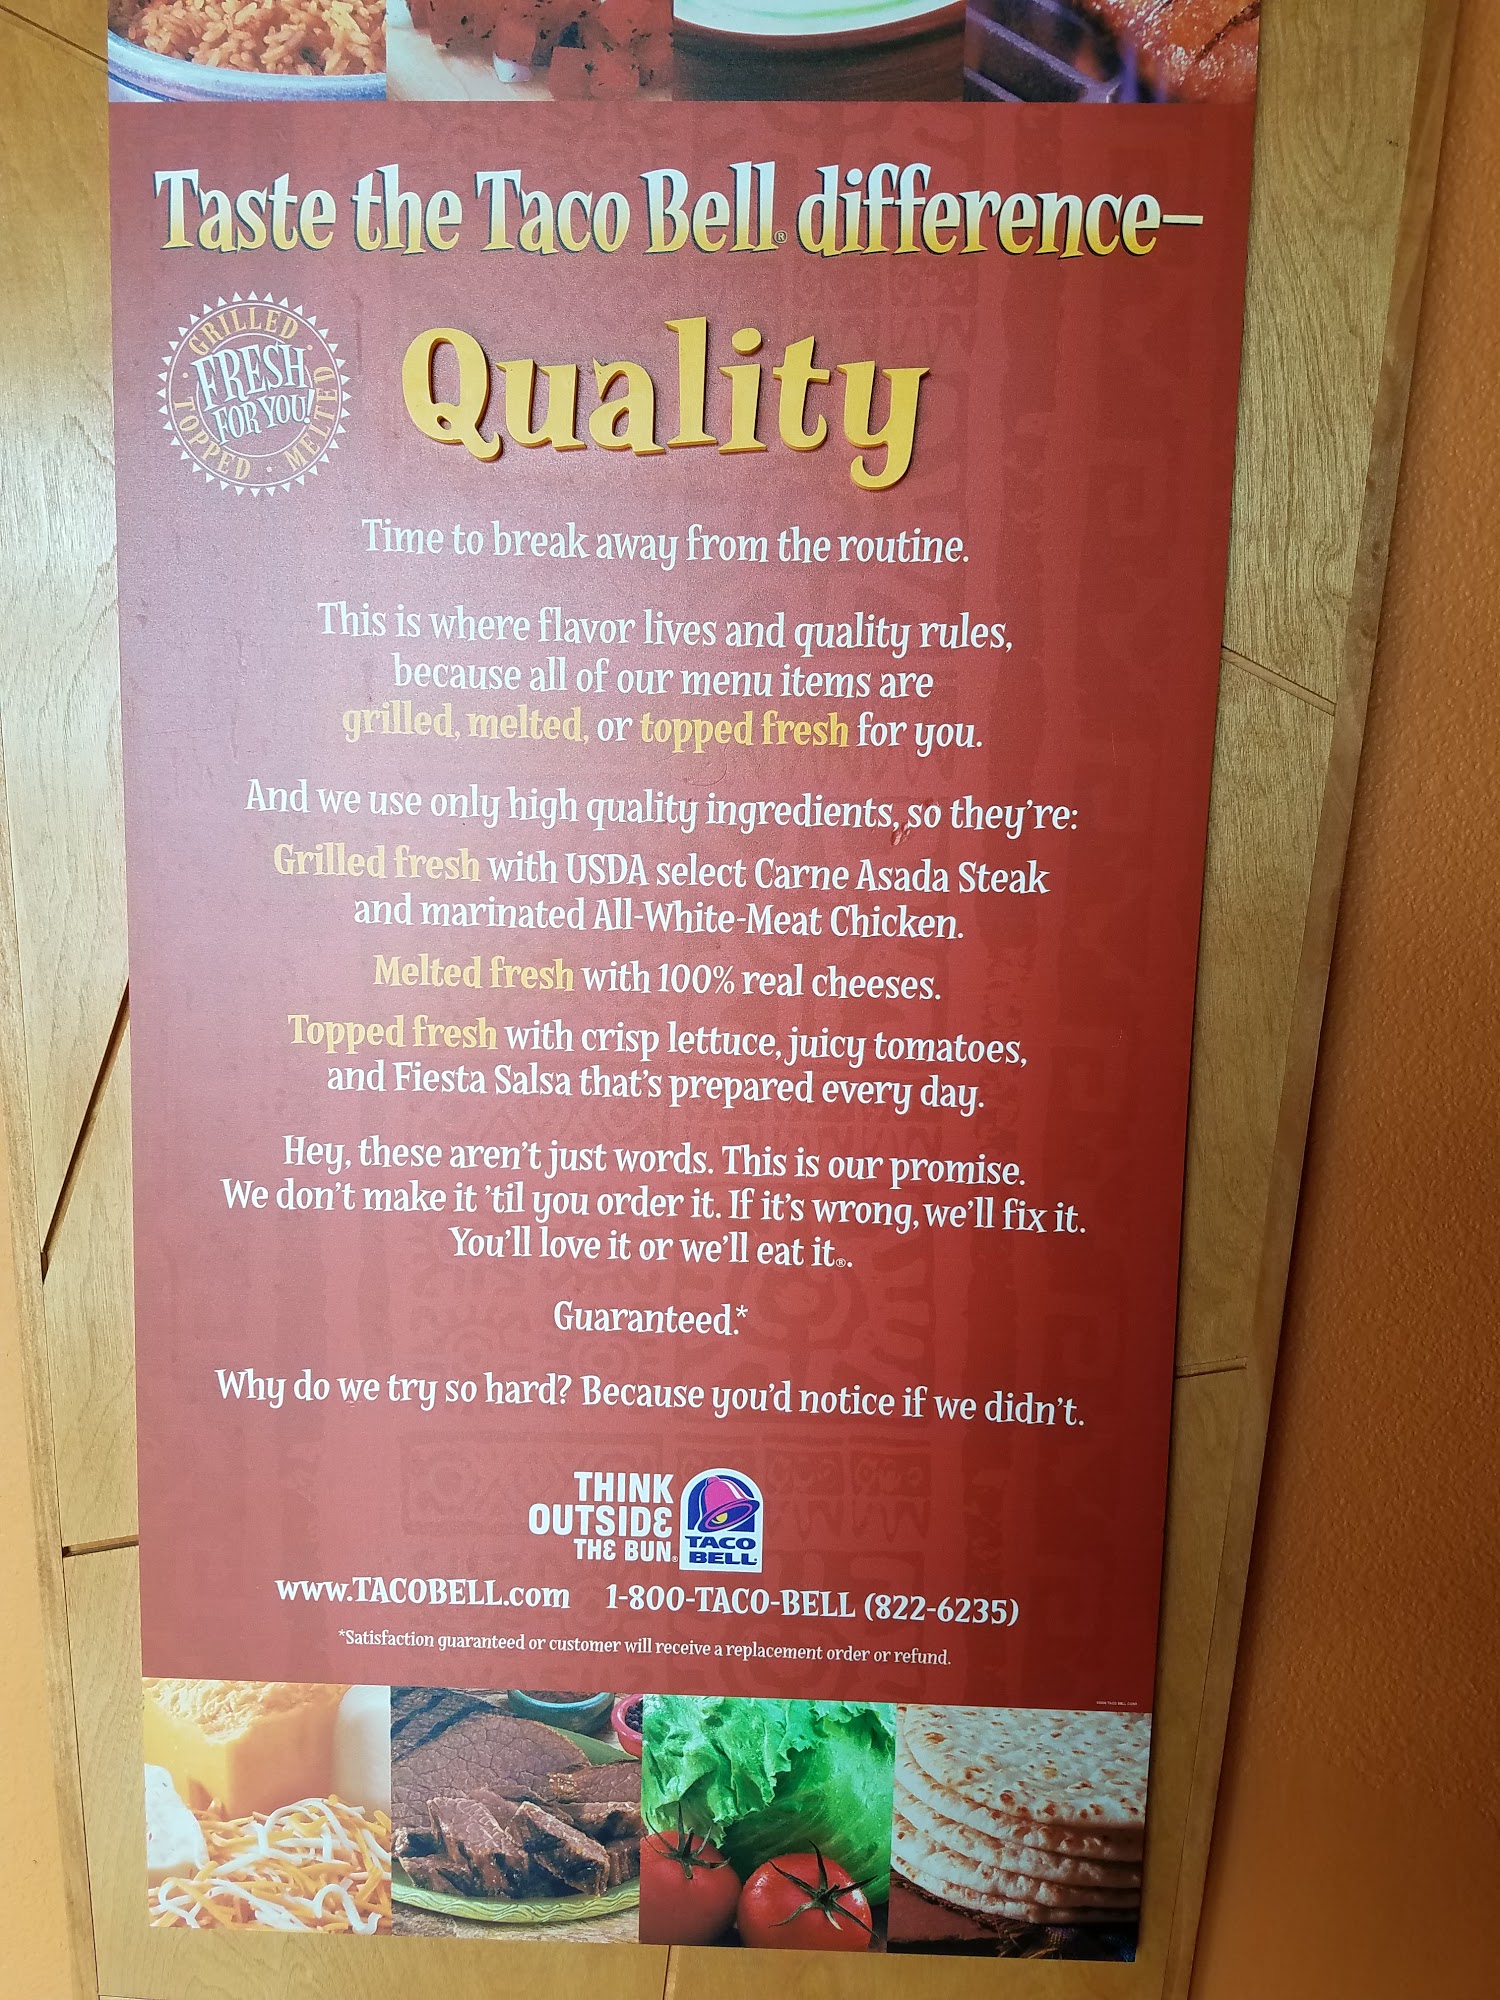 Taste the Taco Bell® difference–
GRILLED · MELTED · TOPPED ·
FRESH
FOR YOU!
Quality
Time to break away from the routine.
This is where flavor lives and quality rules,
because all of our menu items are
grilled, melted, or topped fresh for you.
And we use only high quality ingredients, so they're:
Grilled fresh with USDA select Carne Asada Steak
and marinated All-White-Meat Chicken.
Melted fresh with 100% real cheeses.
Topped fresh with crisp lettuce, juicy tomatoes,
and Fiesta Salsa that's prepared every day.
Hey, these aren't just words. This is our promise.
We don't make it 'til you order it. If it's wrong, we'll fix it.
You'll love it or we'll eat it®.
Guaranteed.*
Why do we try so hard? Because you'd notice if we didn't.
THINK
OUTSIDE
THE BUN®
TACO
BELL
www.TACOBELL.com 1-800-TACO-BELL (822-6235)
*Satisfaction guaranteed or customer will receive a replacement order or refund.